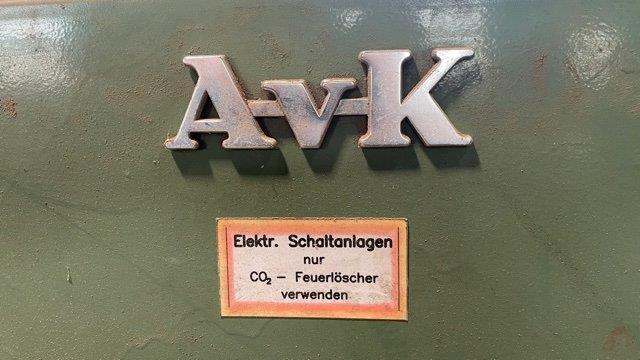 AvK
Elektr. Schaltanlagen
nur
CO₂ – Feuerlöscher
verwenden